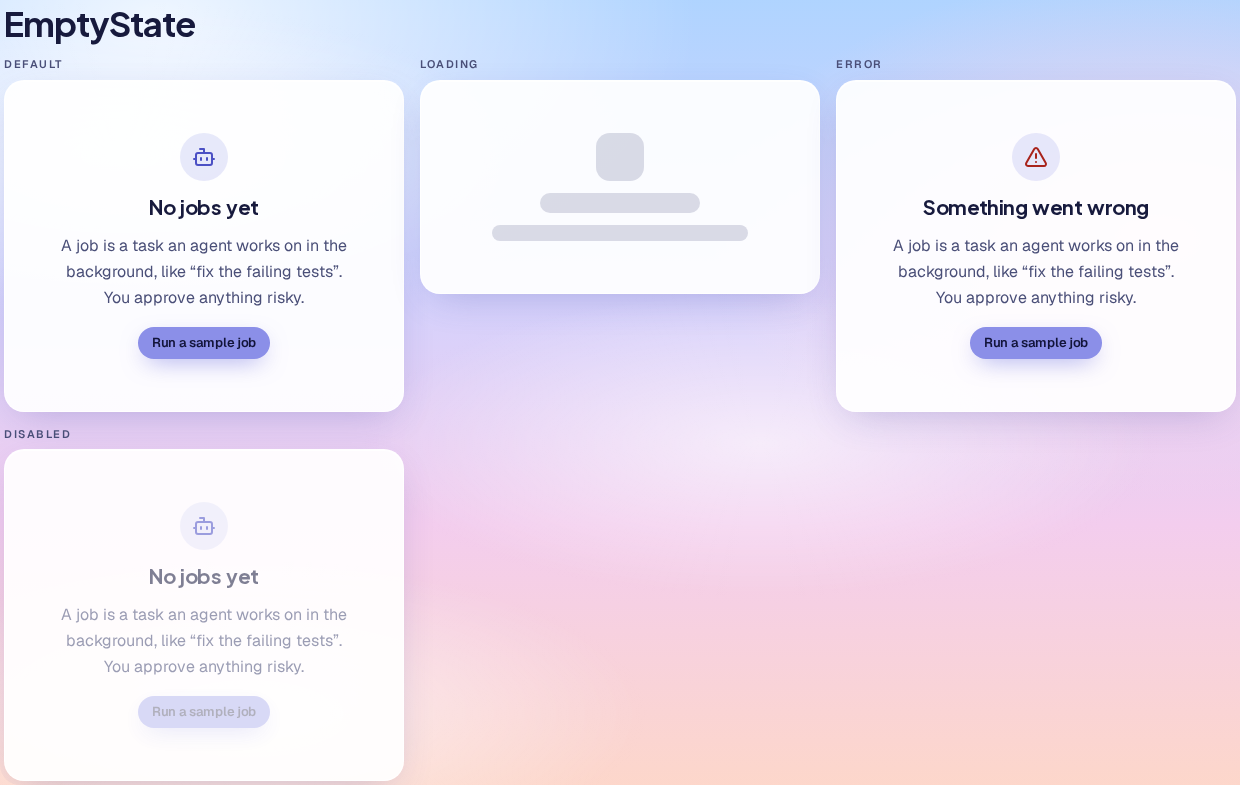 EmptyState
DEFAULT
No jobs yet
A job is a task an agent works on in the
background, like “fix the failing tests”.
You approve anything risky.
Run a sample job
LOADING
ERROR
Something went wrong
A job is a task an agent works on in the
background, like “fix the failing tests”.
You approve anything risky.
Run a sample job
DISABLED
No jobs yet
A job is a task an agent works on in the
background, like “fix the failing tests”.
You approve anything risky.
Run a sample job